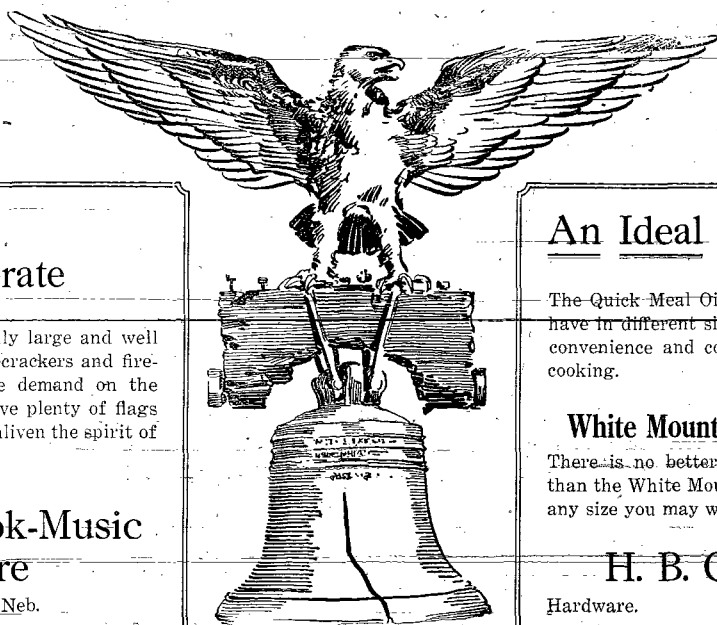 rate
ly large and well
crackers and fire-
demand on the
ve plenty of flags
liven the spirit of
k-Music
re
Neb.
An Ideal
The Quick Meal Oi
have in different si
convenience and co
cooking.
White Mount
There is no better
than the White Mou
any size you may w
H. B. C
Hardware.